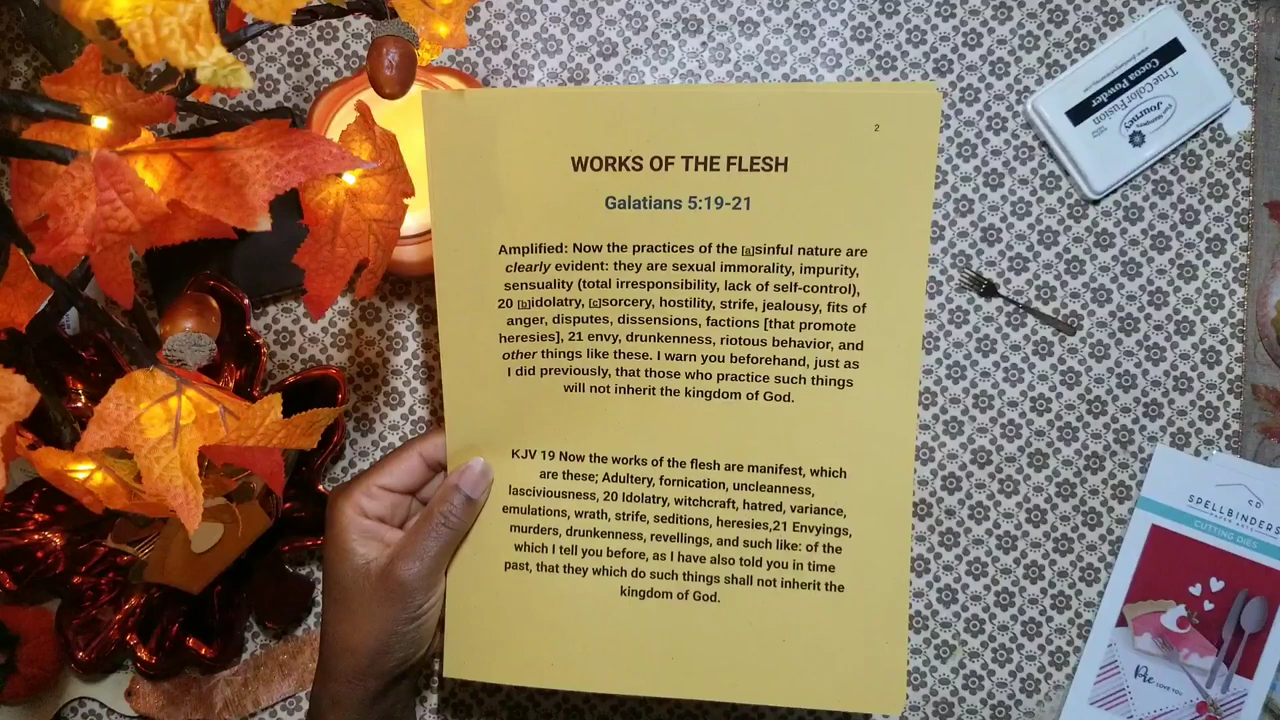 2
WORKS OF THE FLESH
Galatians 5:19-21
Amplified: Now the practices of the [a]sinful nature are
clearly evident: they are sexual immorality, impurity,
sensuality (total irresponsibility, lack of self-control),
20 [b]idolatry, [c]sorcery, hostility, strife, jealousy, fits of
anger, disputes, dissensions, factions [that promote
heresies], 21 envy, drunkenness, riotous behavior, and
other things like these. I warn you beforehand, just as
I did previously, that those who practice such things
will not inherit the kingdom of God.
KJV 19 Now the works of the flesh are manifest, which
are these; Adultery, fornication, uncleanness,
lasciviousness, 20 Idolatry, witchcraft, hatred, variance,
emulations, wrath, strife, seditions, heresies,21 Envyings,
murders, drunkenness, revellings, and such like: of the
which I tell you before, as I have also told you in time
past, that they which do such things shall not inherit the
kingdom of God.
Journey
TrueColorFusion
Cocoa Powder
SPELLBINDERS
PAPER ARTS
CUTTING DIES
Pie LOVE YOU